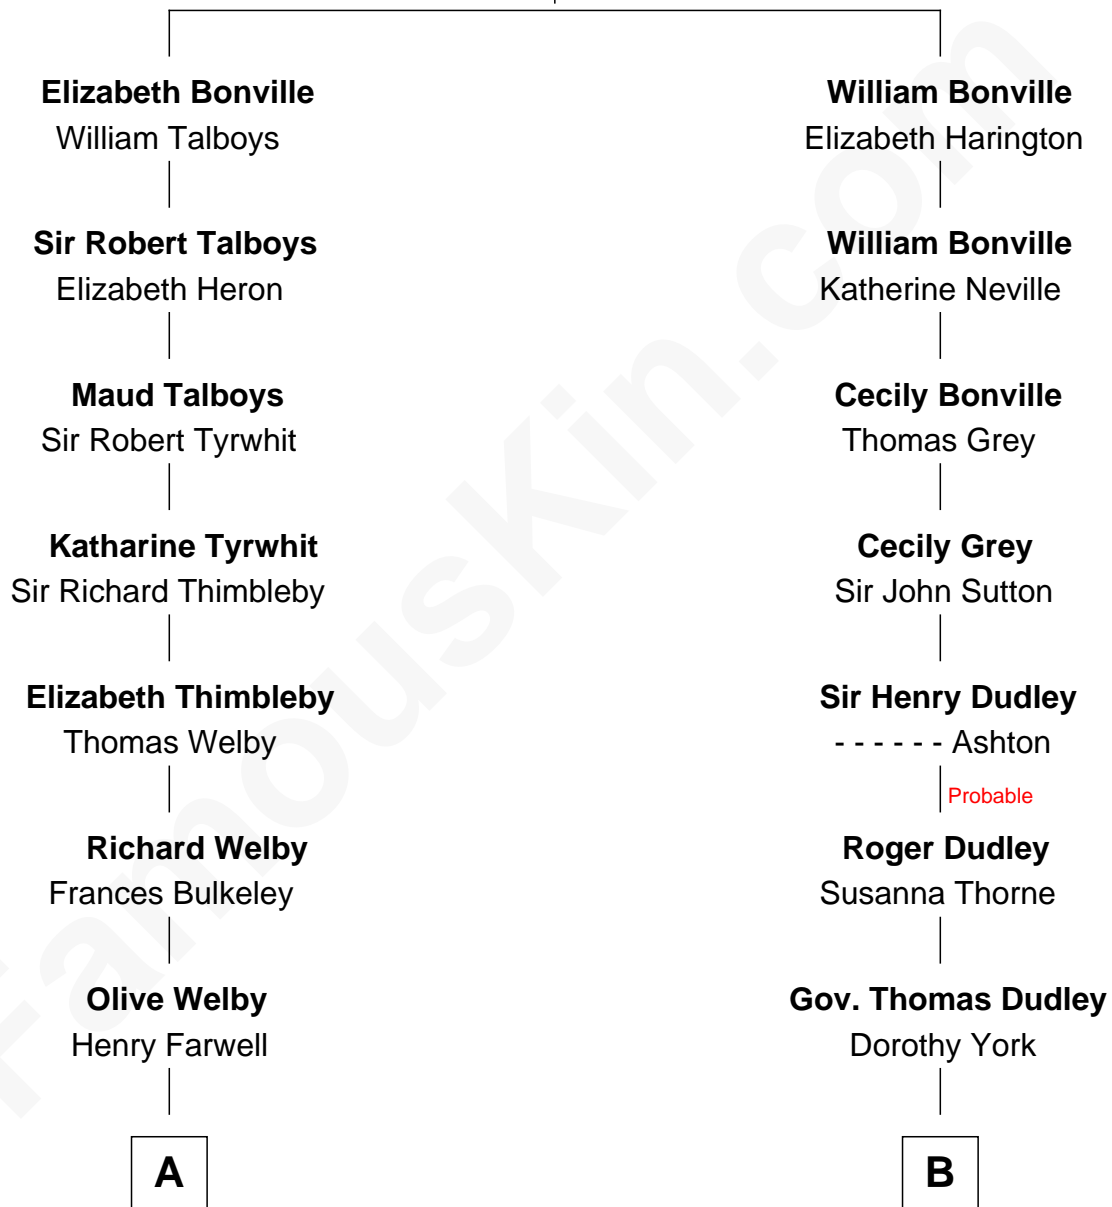 Elizabeth Bonville
William Talboys
William Bonville
Elizabeth Harington
Sir Robert Talboys
Elizabeth Heron
William Bonville
Katherine Neville
Maud Talboys
Sir Robert Tyrwhit
Cecily Bonville
Thomas Grey
Katharine Tyrwhit
Sir Richard Thimbleby
Cecily Grey
Sir John Sutton
Elizabeth Thimbleby
Thomas Welby
Sir Henry Dudley
- - - - - - Ashton
Probable
Richard Welby
Frances Bulkeley
Roger Dudley
Susanna Thorne
Olive Welby
Henry Farwell
Gov. Thomas Dudley
Dorothy York
A
B
FamousKin.com